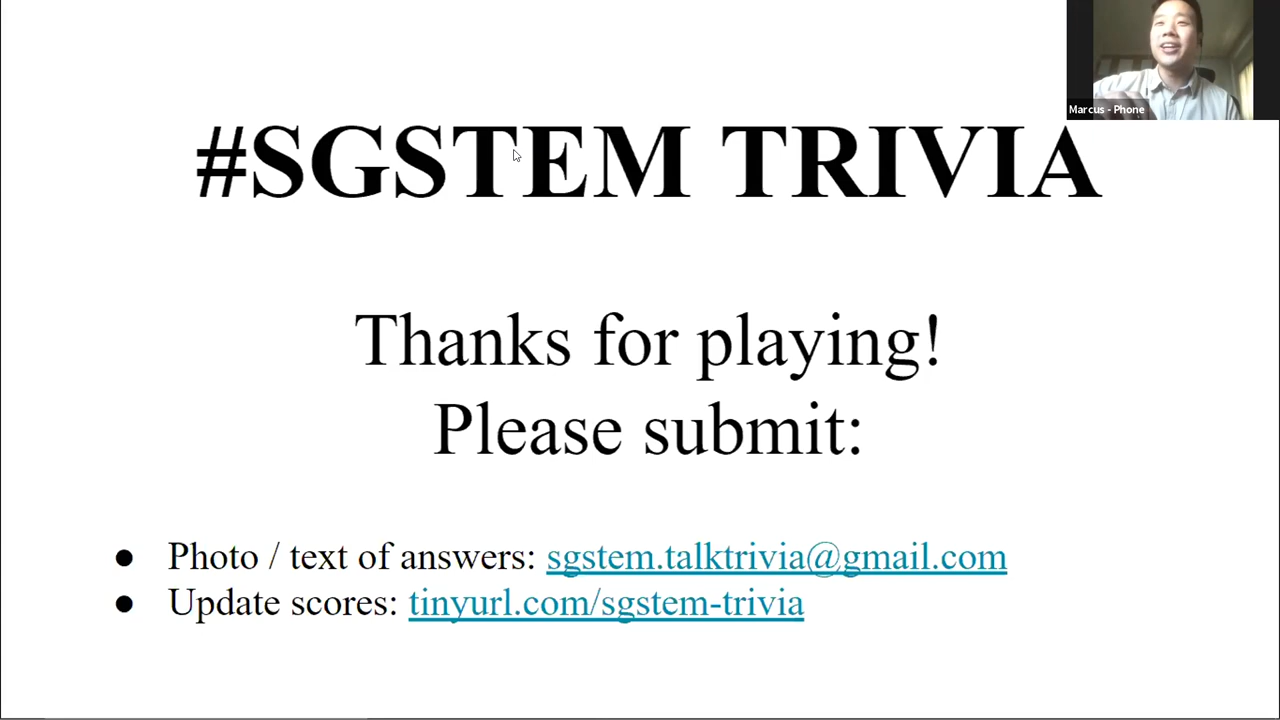 Marcus - Phone
#SGSTEM TRIVIA
Thanks for playing!
Please submit:
● Photo / text of answers: sgstem.talktrivia@gmail.com
● Update scores: tinyurl.com/sgstem-trivia